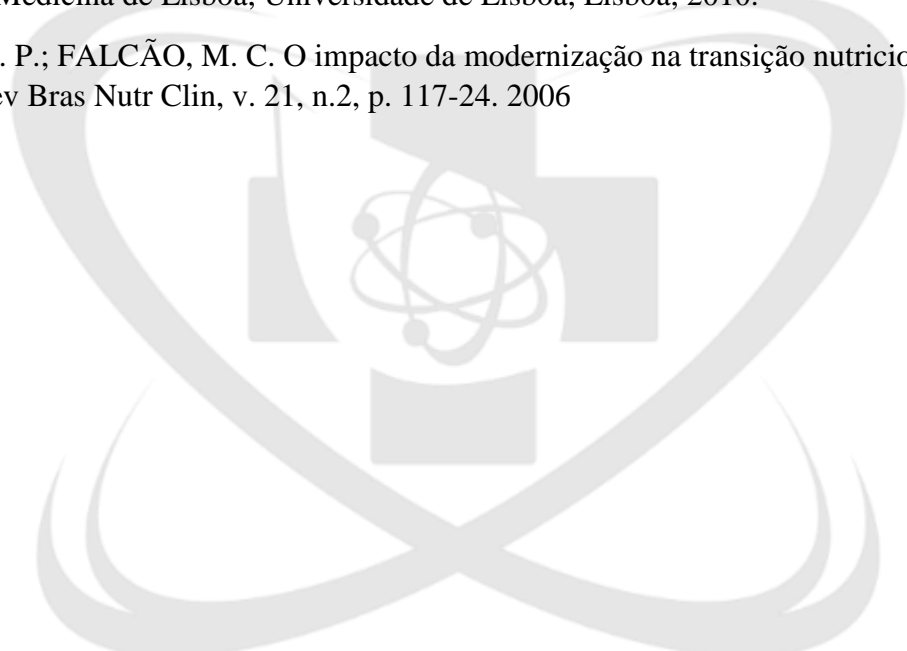 Medicina de Lisboa, Universidade de Lisboa, Lisboa, 2010.
. P.; FALCÃO, M. C. O impacto da modernização na transição nutricio
ev Bras Nutr Clin, v. 21, n.2, p. 117-24. 2006